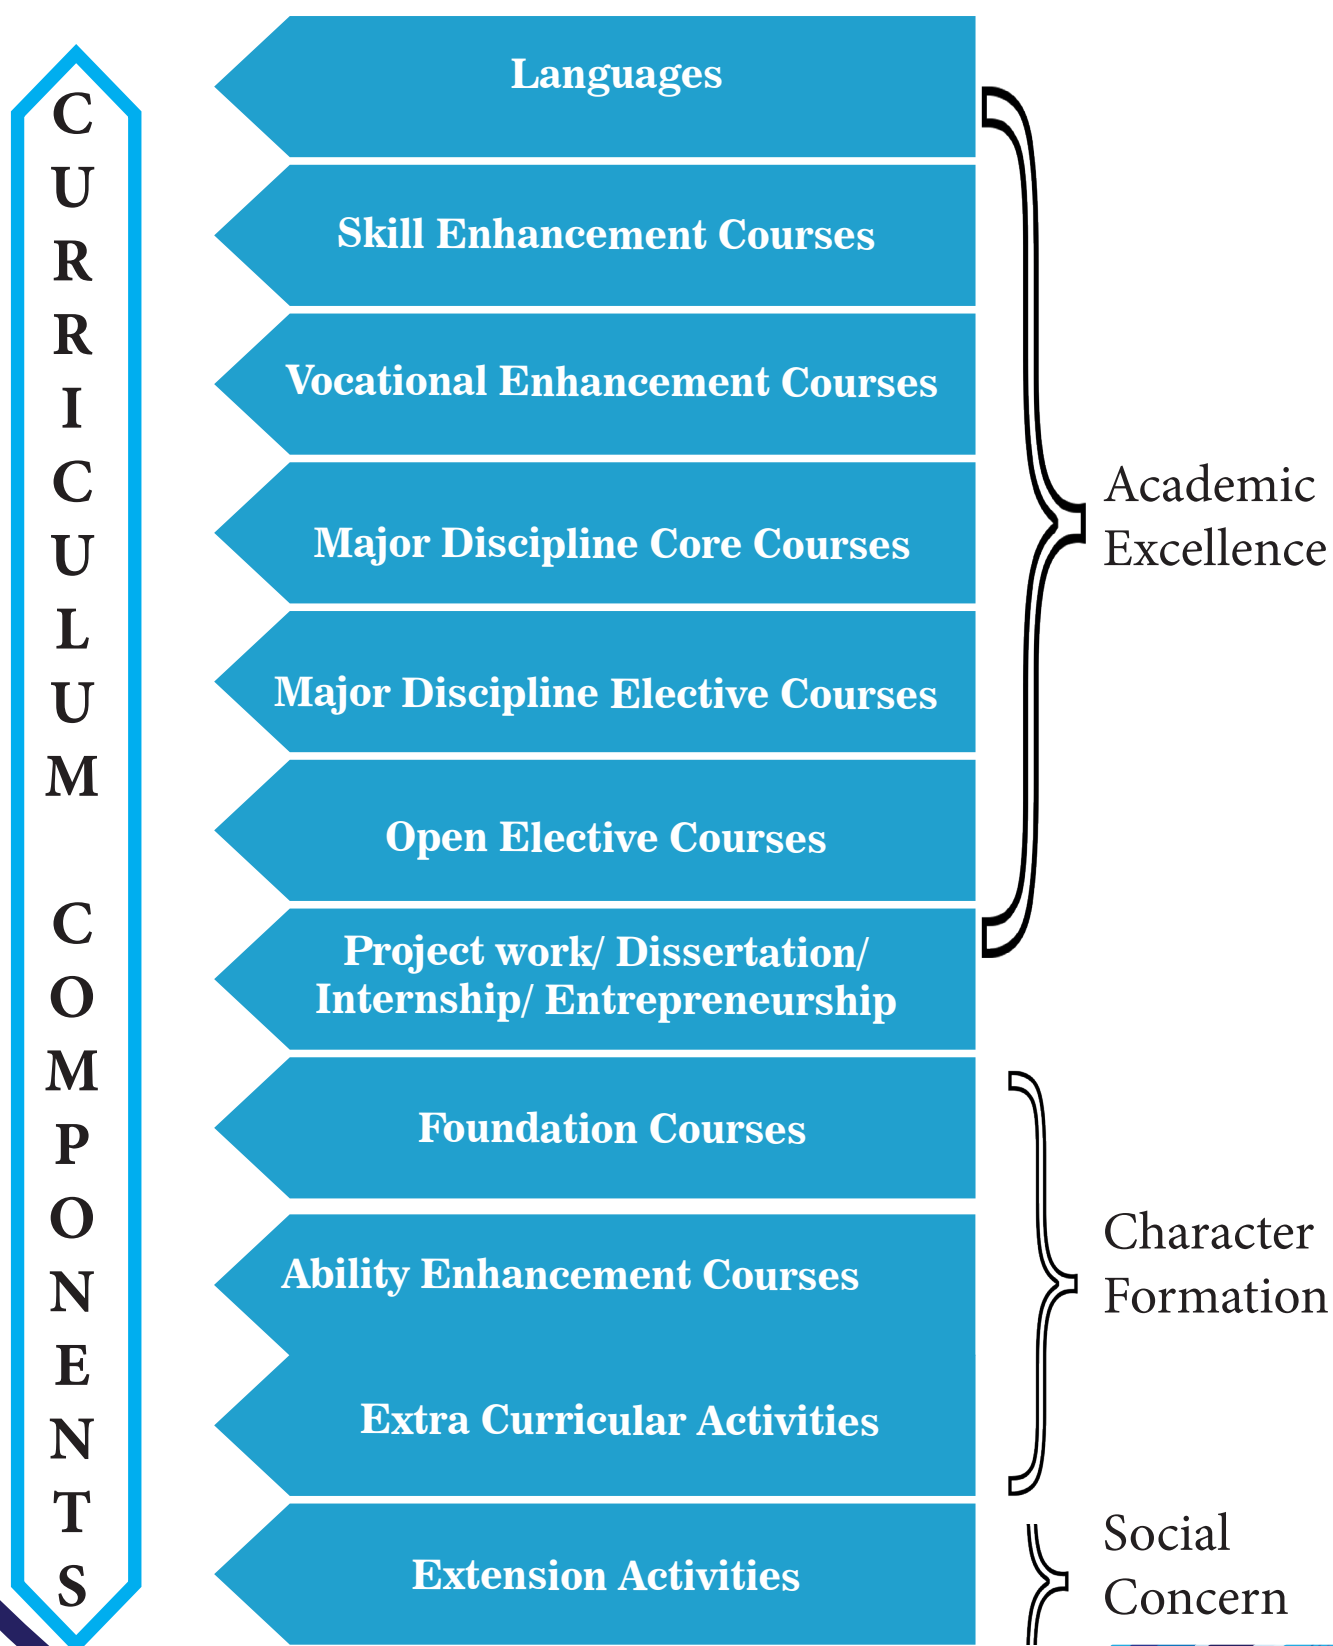 CURRICULUM COMPONENTS
Languages
Skill Enhancement Courses
Vocational Enhancement Courses
Major Discipline Core Courses
Major Discipline Elective Courses
Open Elective Courses
Project work/ Dissertation/
Internship/ Entrepreneurship
Academic
Excellence
Foundation Courses
Ability Enhancement Courses
Extra Curricular Activities
Character
Formation
Extension Activities
Social
Concern